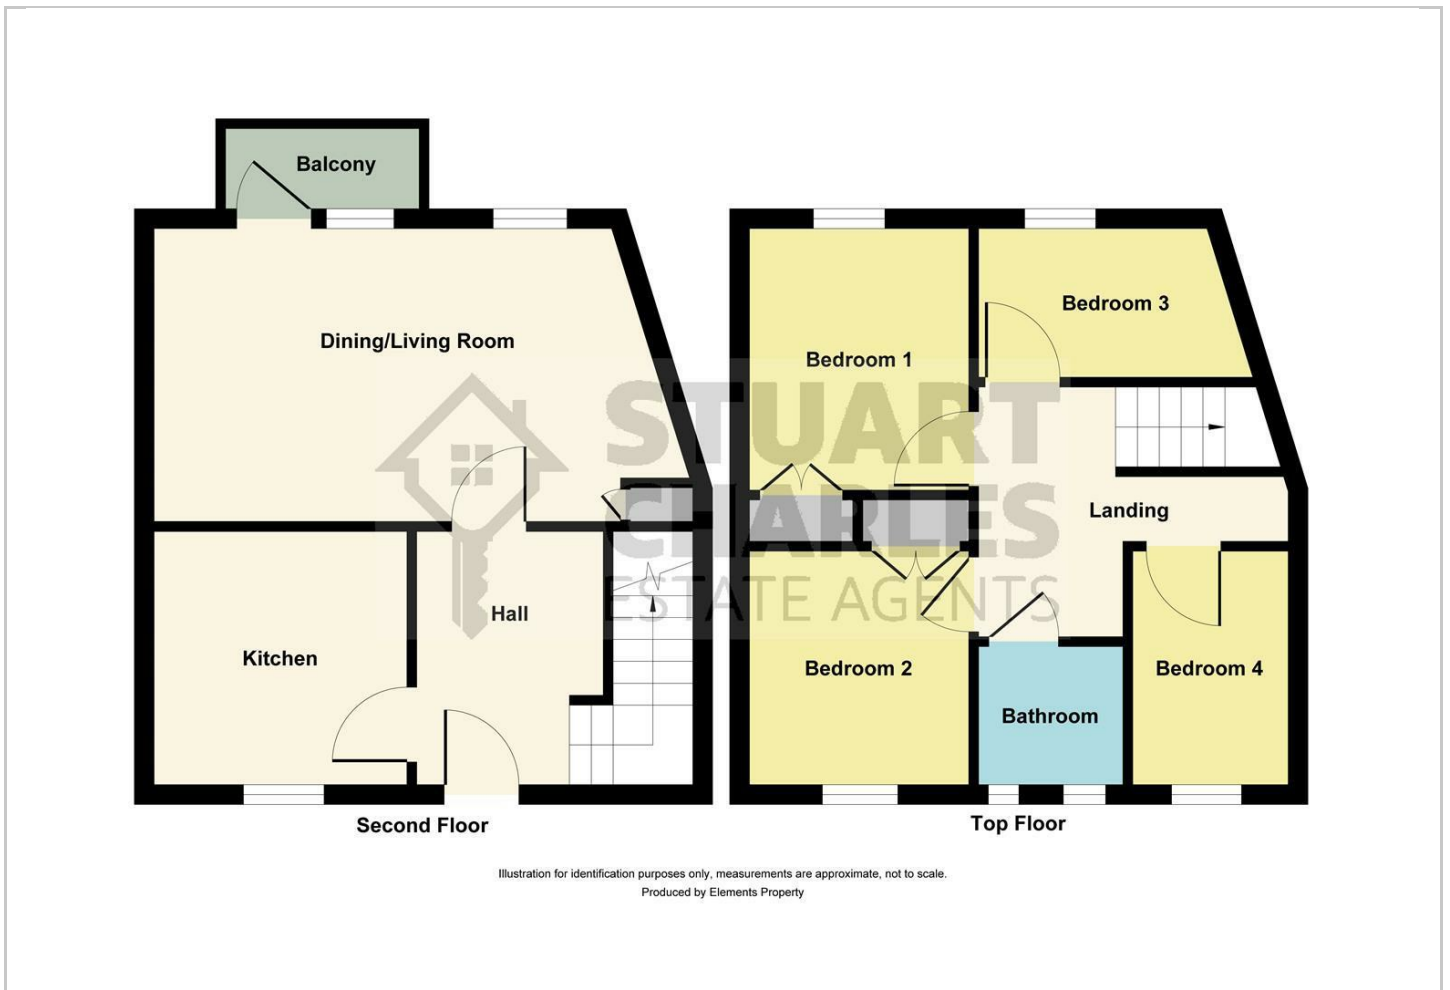 Balcony
Dining/Living Room
Kitchen
Hall
Second Floor
Bedroom 1
Bedroom 3
Landing
Bedroom 2
Bathroom
Bedroom 4
Top Floor
STUART
CHARLES
ESTATE AGENTS
Illustration for identification purposes only, measurements are approximate, not to scale.
Produced by Elements Property